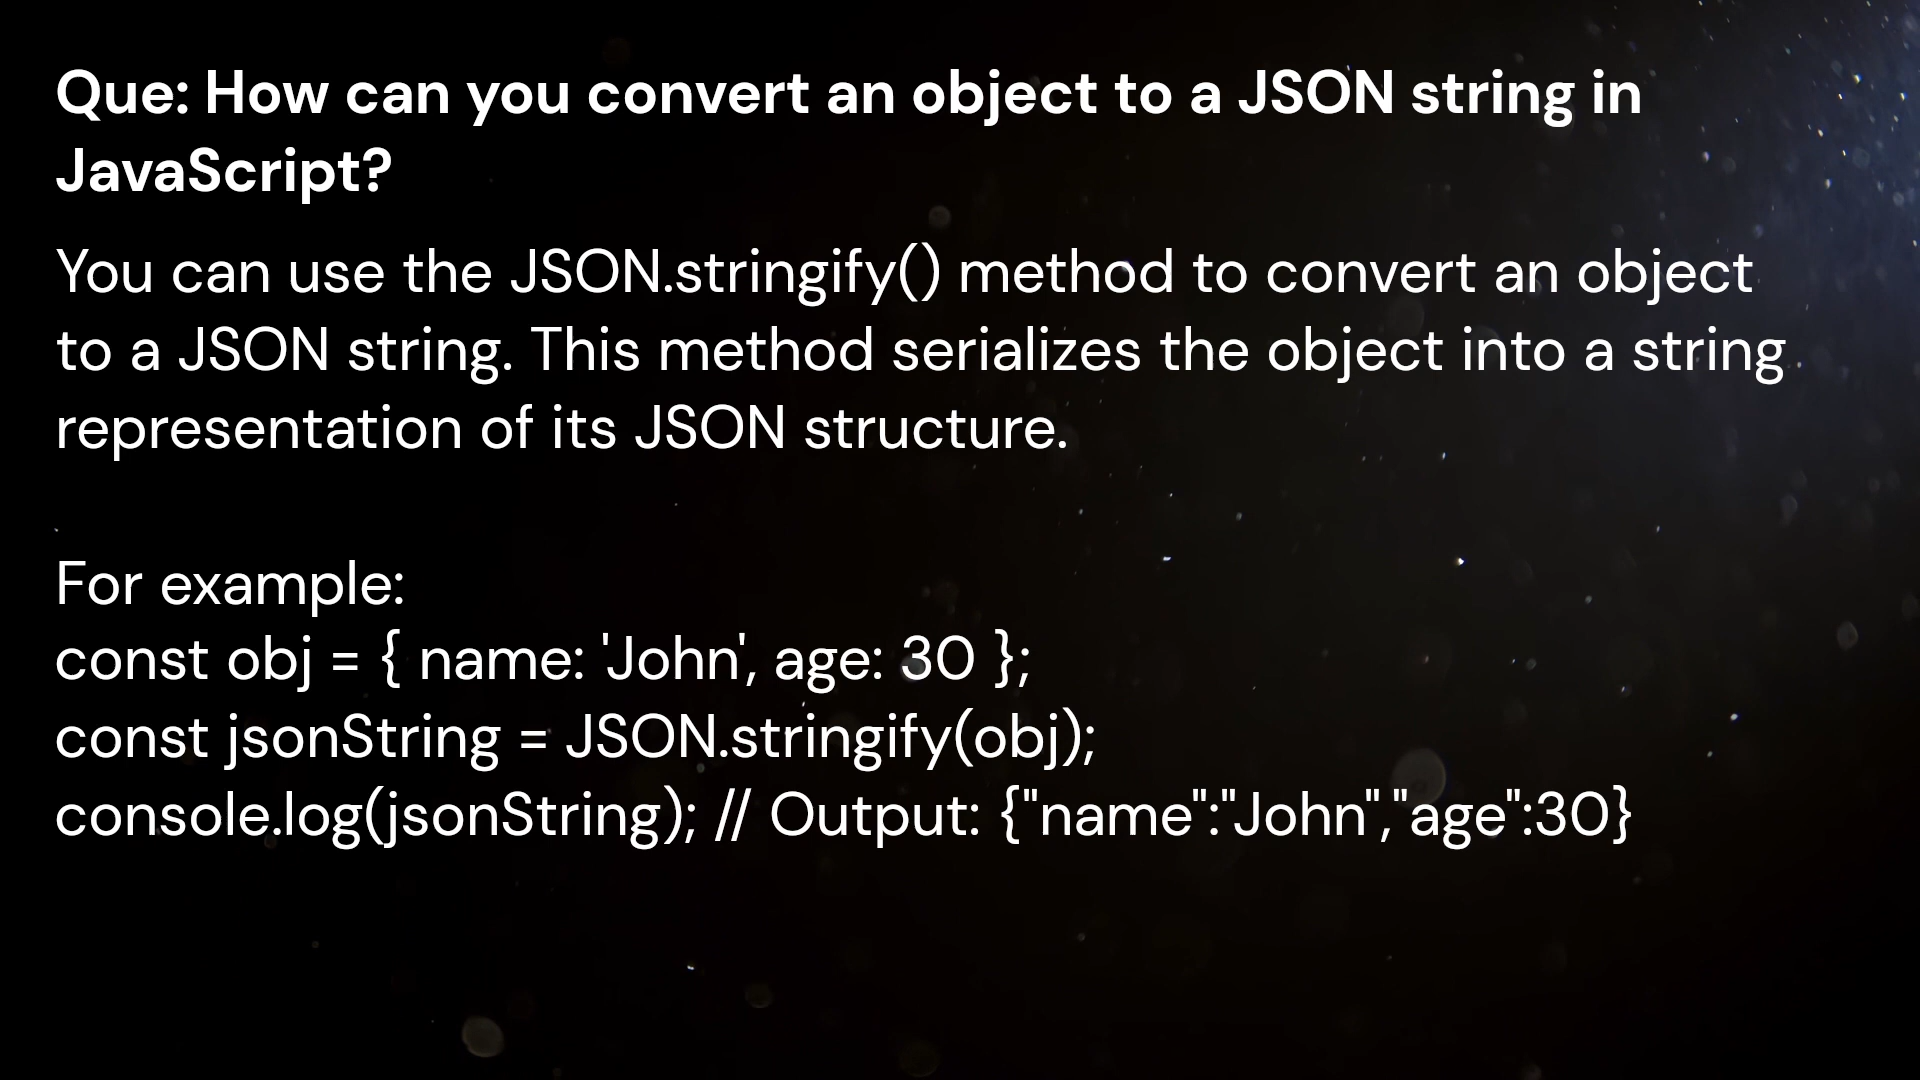 Que: How can you convert an object to a JSON string in
JavaScript?
You can use the JSON.stringify() method to convert an object
to a JSON string. This method serializes the object into a string
representation of its JSON structure.
For example:
const obj = { name: 'John', age: 30 };
const jsonString = JSON.stringify(obj);
console.log(jsonString); // Output: {"name":"John","age":30}